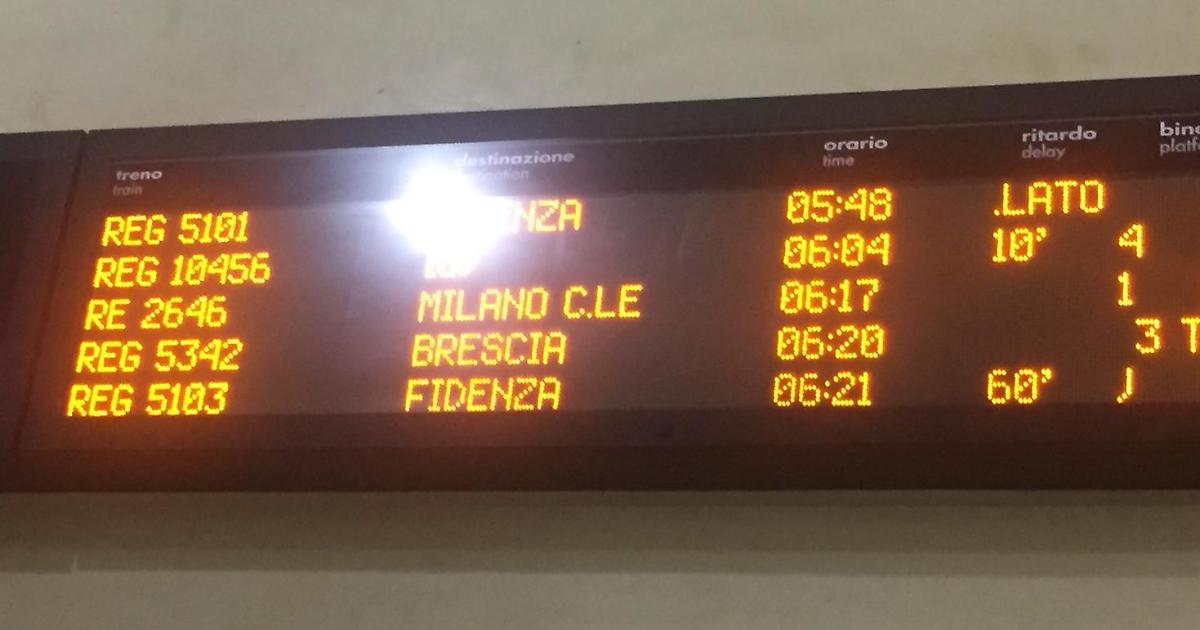 treno destinazione orario ritardo
train time delay
REG 5101 05:48 .LATO
REG 10456 06:04 10' 4
RE 2646 MILANO C.LE 06:17 1
REG 5342 BRESCIA 06:20 3 T
REG 5103 FIDENZA 06:21 60'